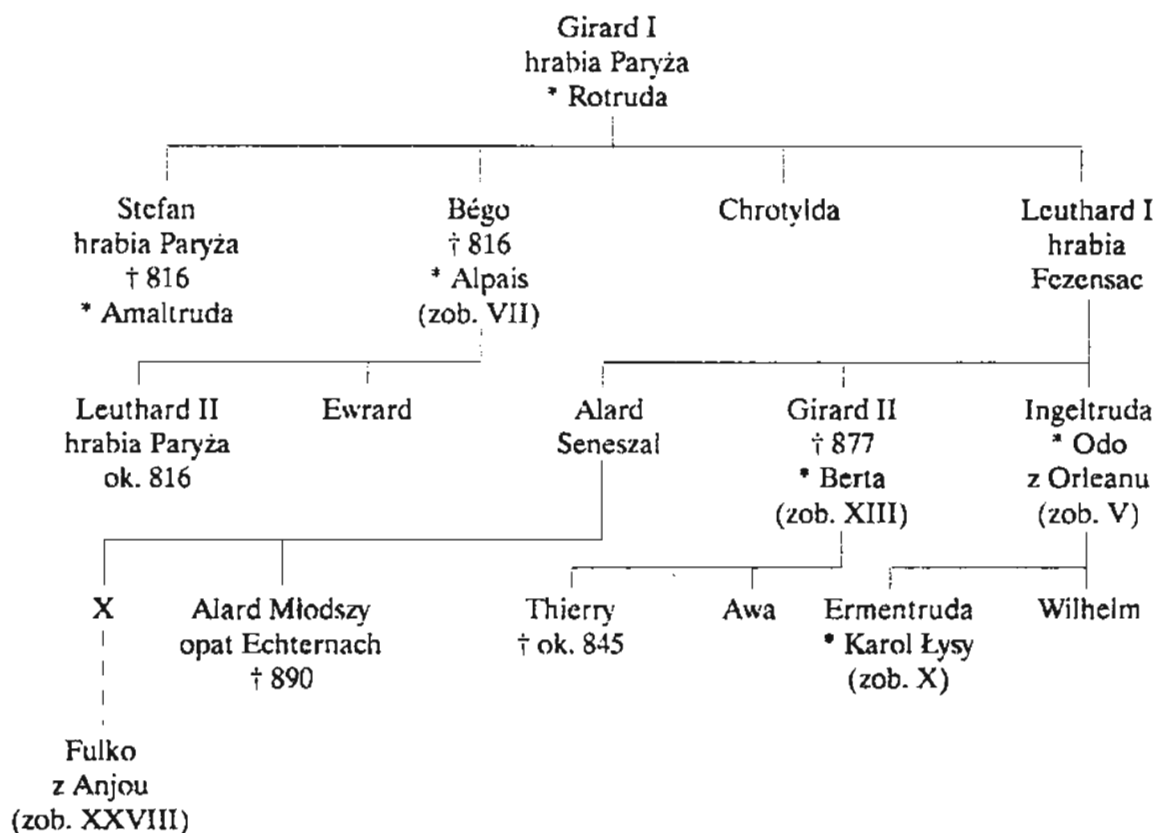 Girard I
hrabia Paryża
* Rotruda
Stefan
hrabia Paryża
† 816
* Amaltruda
Bégo
† 816
* Alpais
(zob. VII)
Chrotylda
Leuthard I
hrabia
Fezensac
Leuthard II
hrabia Paryża
ok. 816
Ewrard
Alard
Seneszal
Girard II
† 877
* Berta
(zob. XIII)
Ingeltruda
* Odo
z Orleanu
(zob. V)
X
Alard Młodszy
opat Echternach
† 890
Thierry
† ok. 845
Awa
Ermentruda
* Karol Łysy
(zob. X)
Wilhelm
Fulko
z Anjou
(zob. XXVIII)